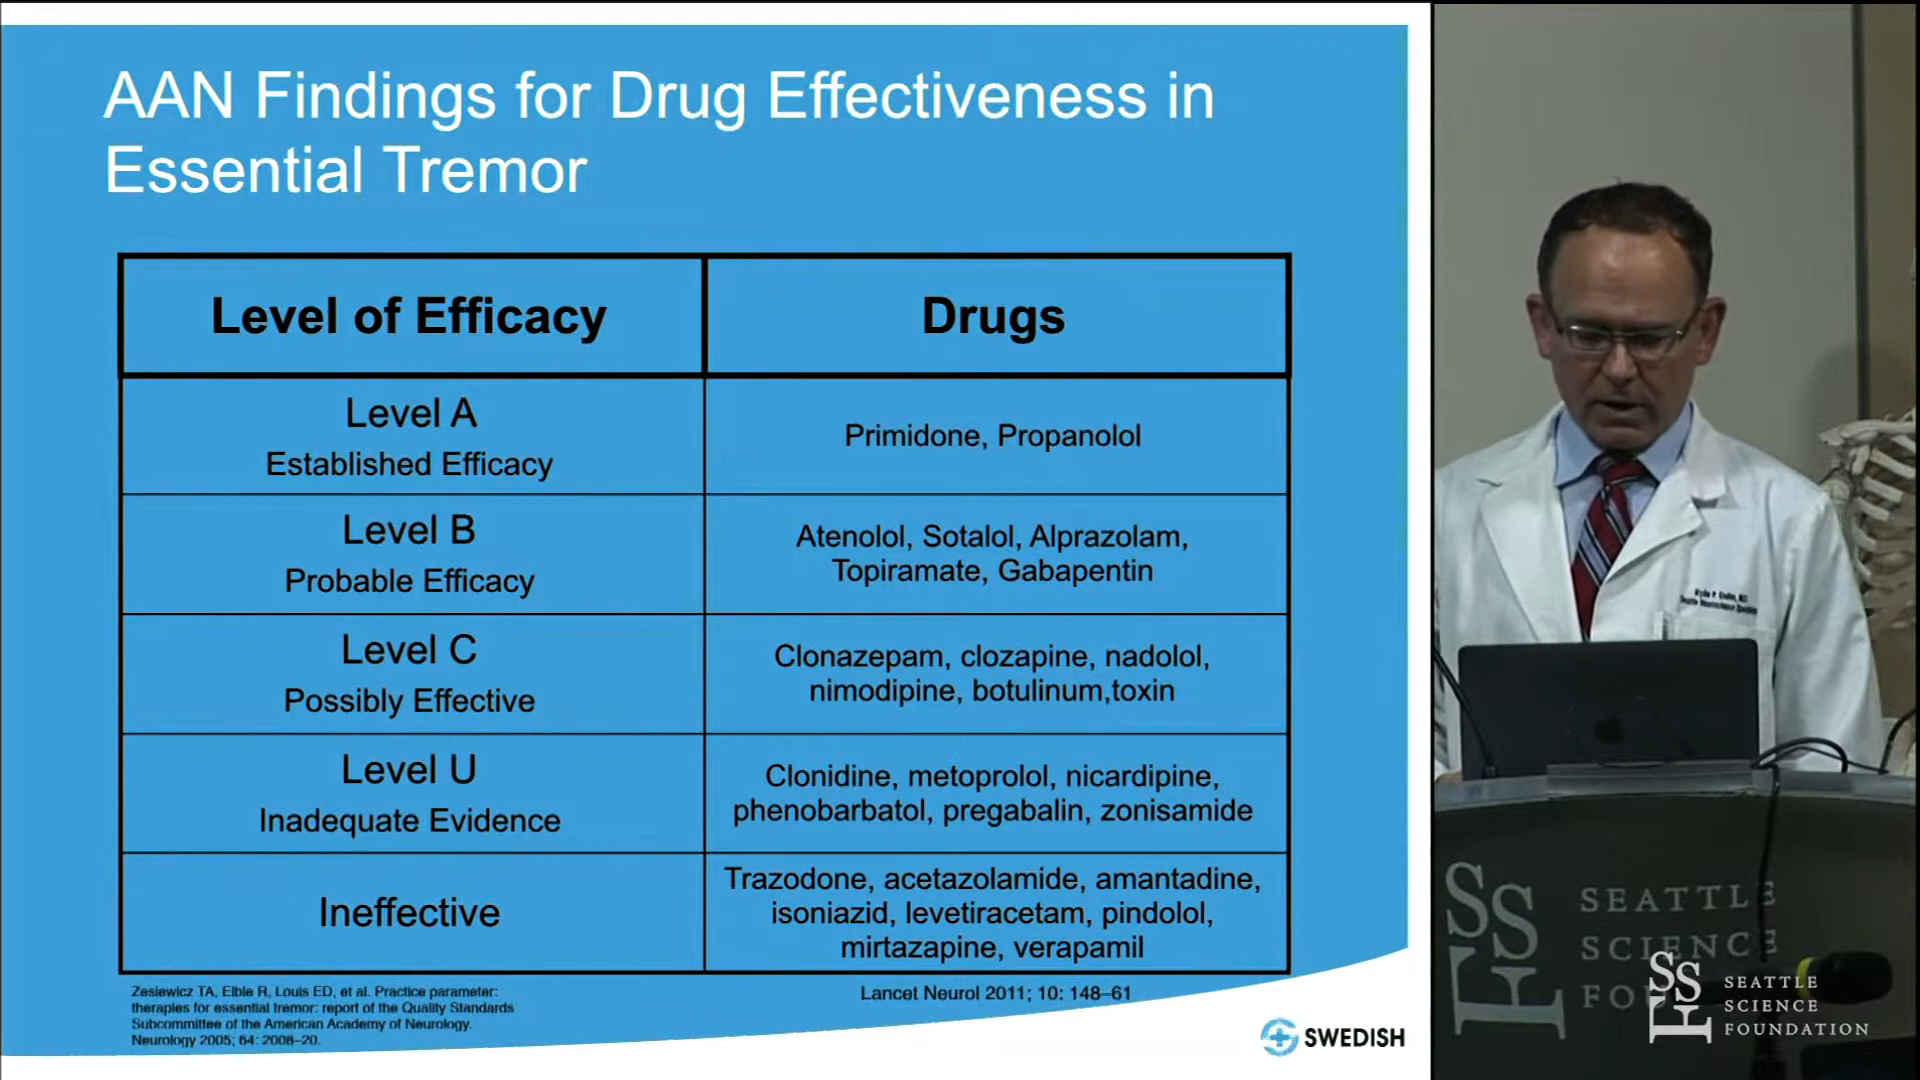 AAN Findings for Drug Effectiveness in
Essential Tremor
Level of Efficacy
Drugs
Level A
Established Efficacy
Primidone, Propanolol
Level B
Probable Efficacy
Atenolol, Sotalol, Alprazolam,
Topiramate, Gabapentin
Level C
Possibly Effective
Clonazepam, clozapine, nadolol,
nimodipine, botulinum,toxin
Level U
Inadequate Evidence
Clonidine, metoprolol, nicardipine,
phenobarbatol, pregabalin, zonisamide
Ineffective
Trazodone, acetazolamide, amantadine,
isoniazid, levetiracetam, pindolol,
mirtazapine, verapamil
Zesiewicz TA, Elble R, Louis ED, et al. Practice parameter:
therapies for essential tremor: report of the Quality Standards
Subcommittee of the American Academy of Neurology.
Neurology 2005; 64: 2008–20.
Lancet Neurol 2011; 10: 148–61
SWEDISH
SSF
SEATTLE
SCIENCE
SSF
SEATTLE
SCIENCE
FOUNDATION